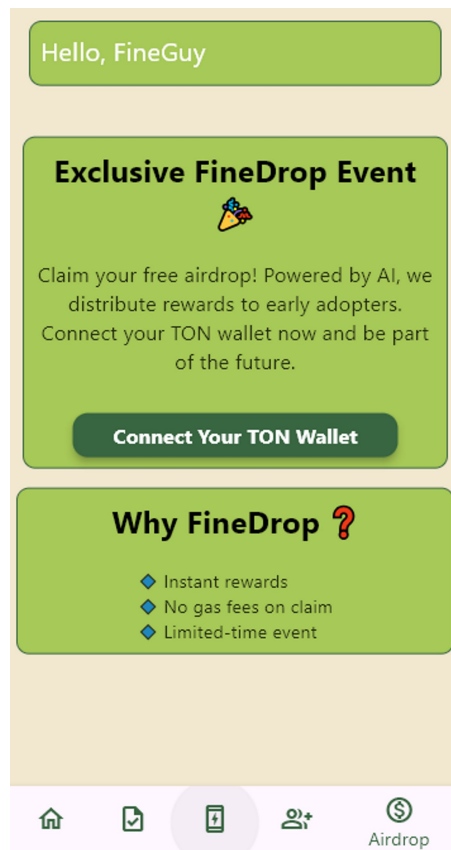 Hello, FineGuy
Exclusive FineDrop Event
🎉
Claim your free airdrop! Powered by AI, we
distribute rewards to early adopters.
Connect your TON wallet now and be part
of the future.
Connect Your TON Wallet
Why FineDrop ❓
🔹 Instant rewards
🔹 No gas fees on claim
🔹 Limited-time event
Airdrop